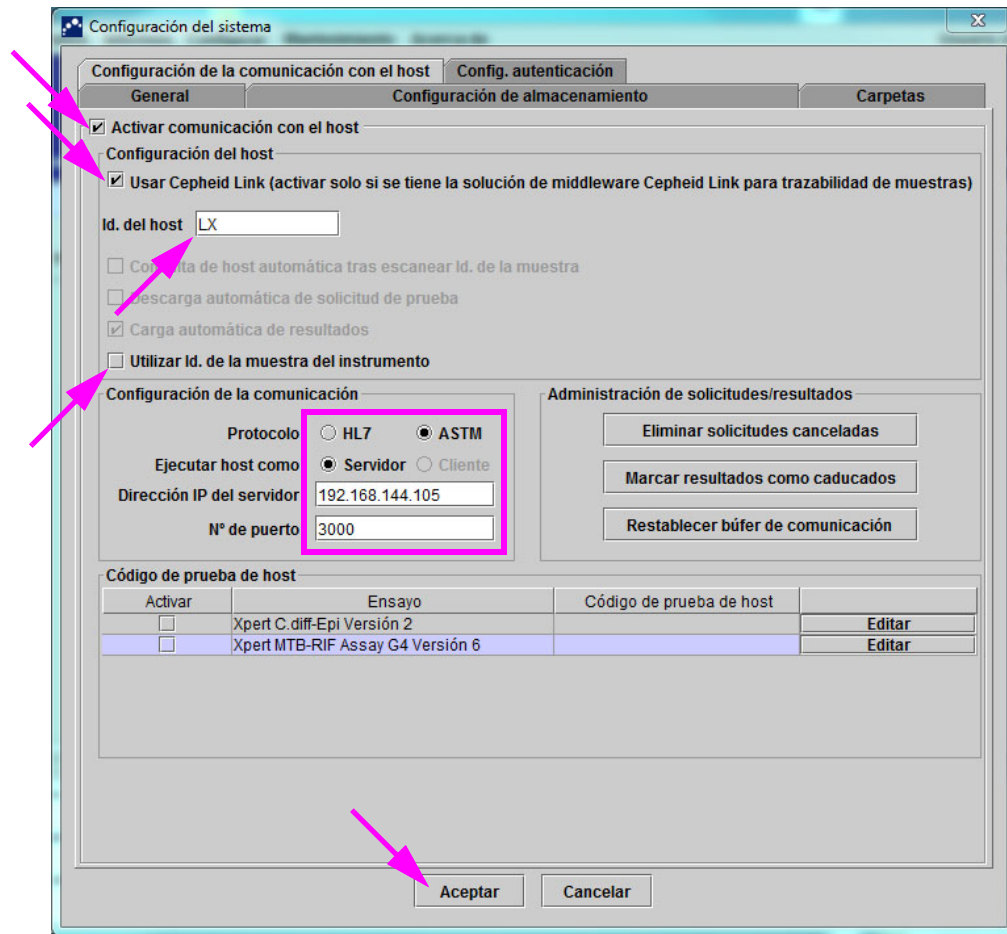 Configuración del sistema
Configuración de la comunicación con el host Config. autenticación
General Configuración de almacenamiento Carpetas
Activar comunicación con el host
Configuración del host
Usar Cepheid Link (activar solo si se tiene la solución de middleware Cepheid Link para trazabilidad de muestras)
Id. del host LX
de host automática tras escanear Id. de la muestra
Descarga automática de solicitud de prueba
Carga automática de resultados
Utilizar Id. de la muestra del instrumento
Configuración de la comunicación
Protocolo HL7 ASTM
Ejecutar host como Servidor Cliente
Dirección IP del servidor 192.168.144.105
Nº de puerto 3000
Administración de solicitudes/resultados
Eliminar solicitudes canceladas
Marcar resultados como caducados
Restablecer búfer de comunicación
Código de prueba de host
Activar Ensayo Código de prueba de host
Xpert C.diff-Epi Versión 2 Editar
Xpert MTB-RIF Assay G4 Versión 6 Editar
Aceptar Cancelar